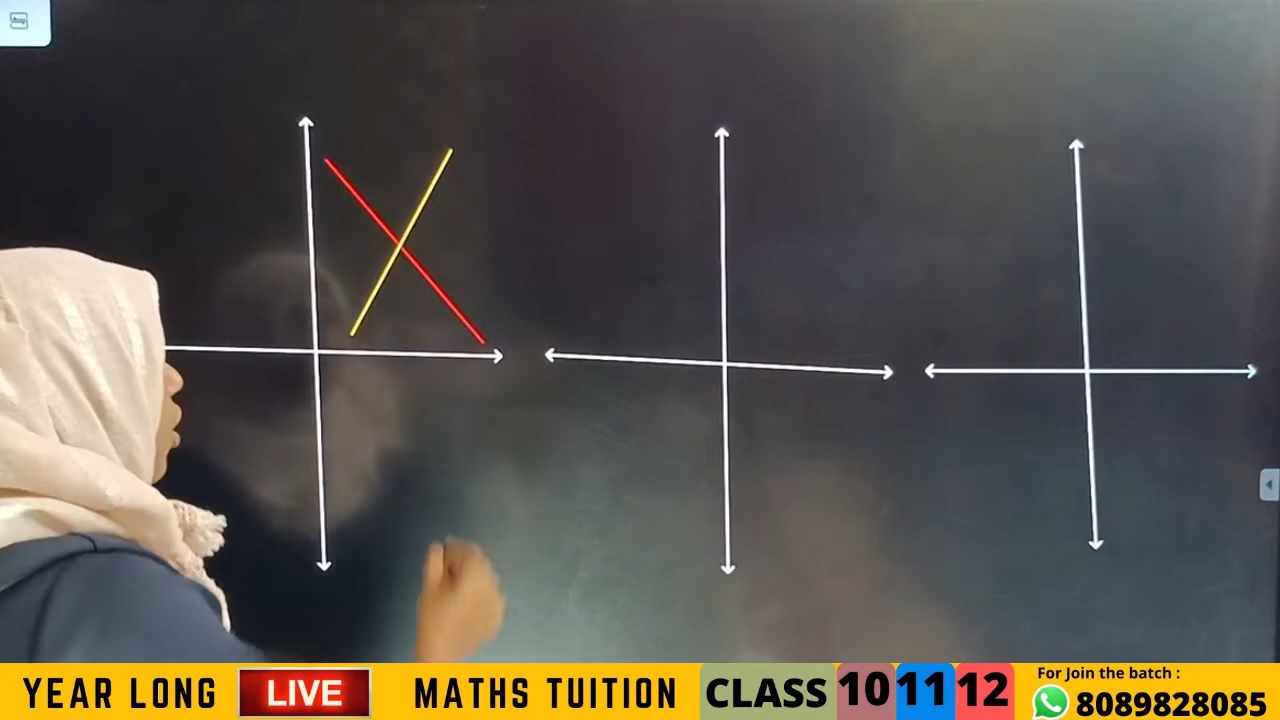 YEAR LONG LIVE MATHS TUITION CLASS 10 11 12
For Join the batch :
8089828085